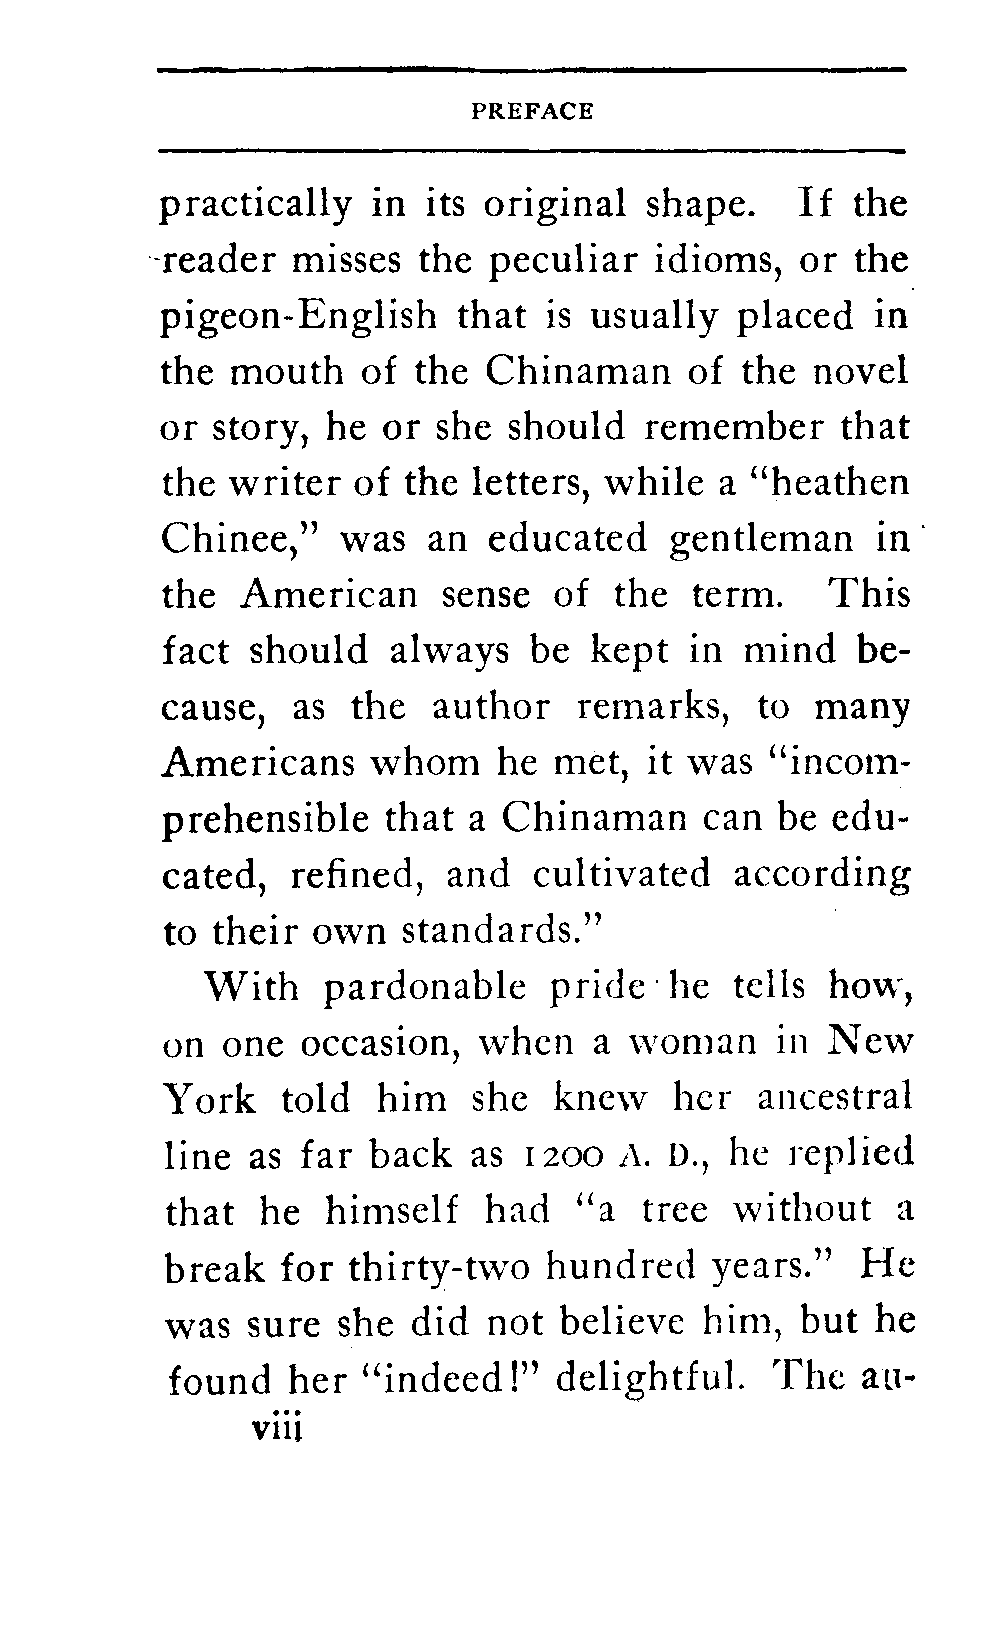 PREFACE
practically in its original shape. If the
reader misses the peculiar idioms, or the
pigeon-English that is usually placed in
the mouth of the Chinaman of the novel
or story, he or she should remember that
the writer of the letters, while a “heathen
Chinee,” was an educated gentleman in
the American sense of the term. This
fact should always be kept in mind be-
cause, as the author remarks, to many
Americans whom he met, it was “incom-
prehensible that a Chinaman can be edu-
cated, refined, and cultivated according
to their own standards.”
With pardonable pride he tells how,
on one occasion, when a woman in New
York told him she knew her ancestral
line as far back as 1200 A. D., he replied
that he himself had “a tree without a
break for thirty-two hundred years.” He
was sure she did not believe him, but he
found her “indeed!” delightful. The au-
viii